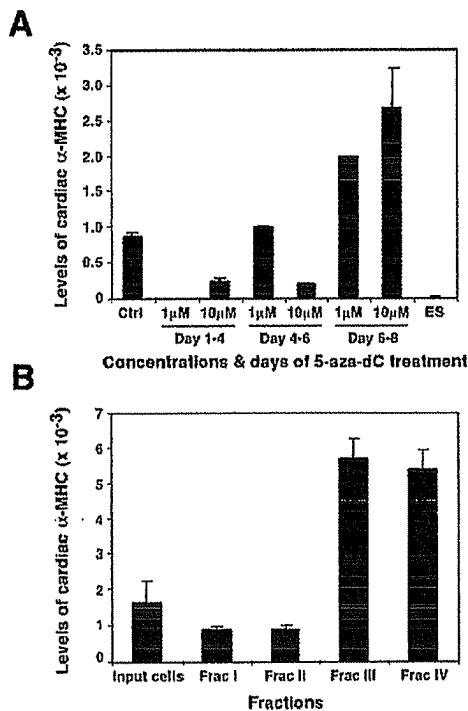 A
Levels of cardiac α-MHC (x 10-3)
3.5
3.0
2.5
2.0
1.5
1.0
0.5
0
Ctrl 1μM 10μM 1μM 10μM 1μM 10μM ES
Day 1-4 Day 4-6 Day 6-8
Concentrations & days of 5-aza-dC treatment
B
Levels of cardiac α-MHC (x 10-3)
7
6
5
4
3
2
1
0
Input cells Frac I Frac II Frac III Frac IV
Fractions